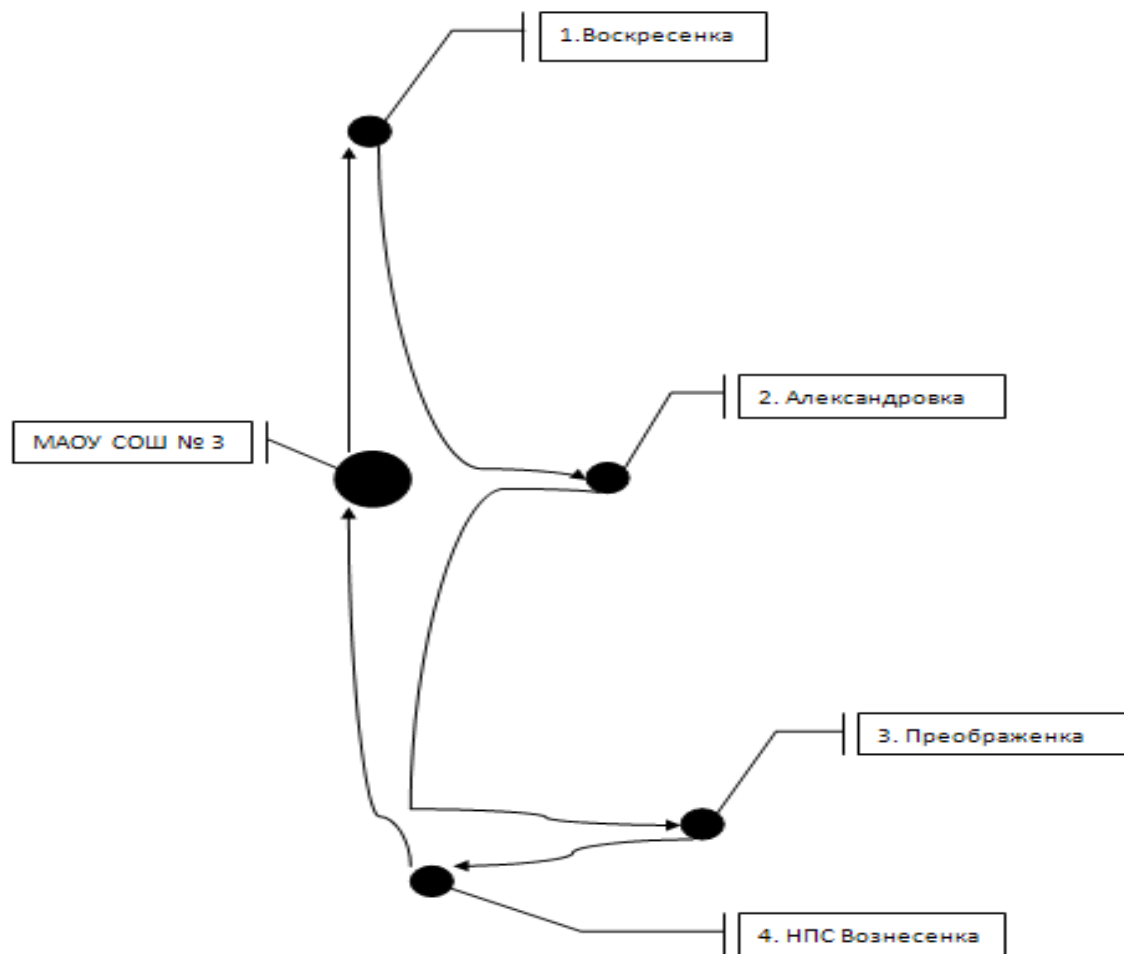 1.Воскресенка
2. Александровка
МАОУ СОШ № 3
3. Преображенка
4. НПС Вознесенка